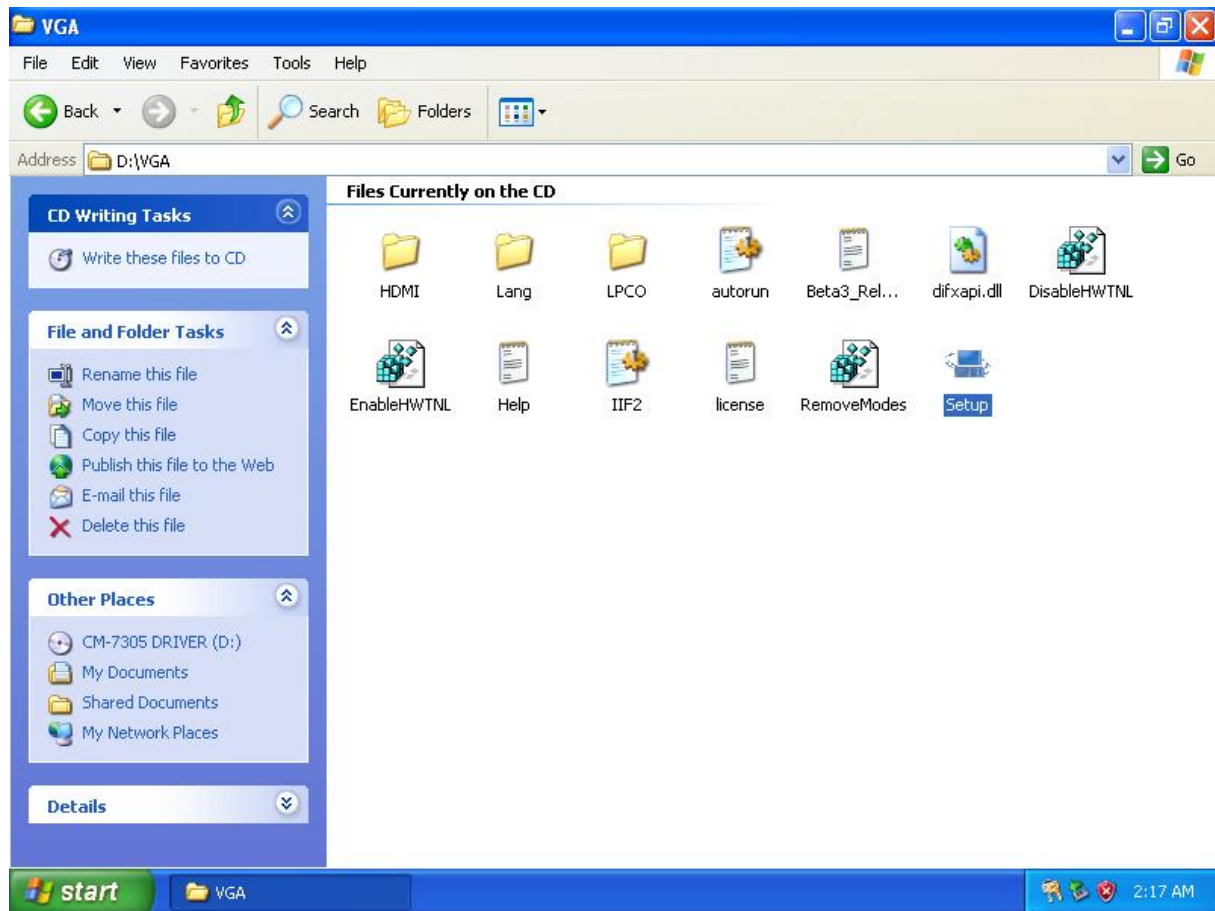 VGA
File Edit View Favorites Tools Help
Back Search Folders
Address D:\VGA Go
CD Writing Tasks
Write these files to CD
File and Folder Tasks
Rename this file
Move this file
Copy this file
Publish this file to the Web
E-mail this file
Delete this file
Other Places
CM-7305 DRIVER (D:)
My Documents
Shared Documents
My Network Places
Details
Files Currently on the CD
HDMI Lang LPCO autorun Beta3_Rel... difxapi.dll DisableHWTNL
EnableHWTNL Help IIF2 license RemoveModes Setup
start VGA 2:17 AM